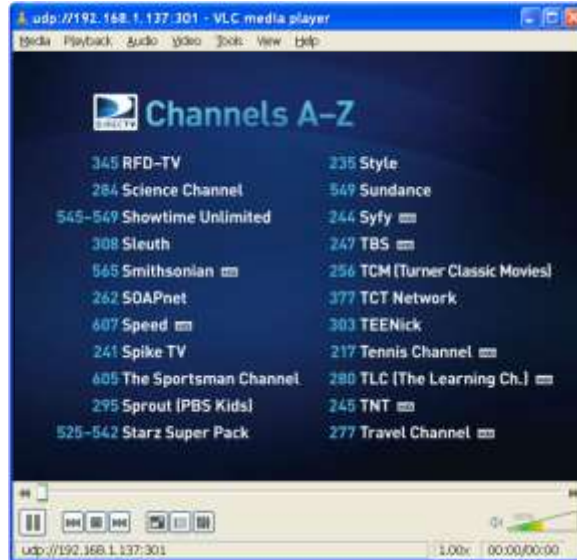 udp://192.168.1.137:301 - VLC media player
Media Playback Audio Video Tools View Help
DIRECTV Channels A-Z
345 RFD-TV
284 Science Channel
545-549 Showtime Unlimited
308 Sleuth
565 Smithsonian
262 SOAPnet
607 Speed
241 Spike TV
605 The Sportsman Channel
295 Sprout (PBS Kids)
525-542 Starz Super Pack
235 Style
549 Sundance
244 Syfy
247 TBS
256 TCM (Turner Classic Movies)
377 TCT Network
303 TEENick
217 Tennis Channel
280 TLC (The Learning Ch.)
245 TNT
277 Travel Channel
udp://192.168.1.137:301 1.00x 00:00/00:00